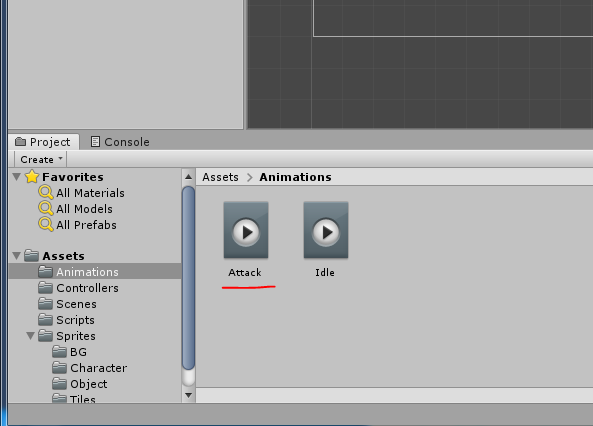 Project Console
Create
Favorites
All Materials
All Models
All Prefabs
Assets
Animations
Controllers
Scenes
Scripts
Sprites
BG
Character
Object
Tiles
Assets > Animations
Attack Idle